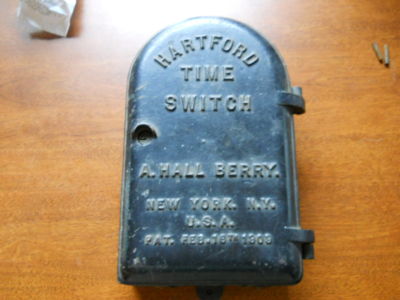 HARTFORD
TIME
SWITCH
A. HALL BERRY.
NEW YORK. N.Y.
U.S.A.
PAT. FEB. 16TH 1909